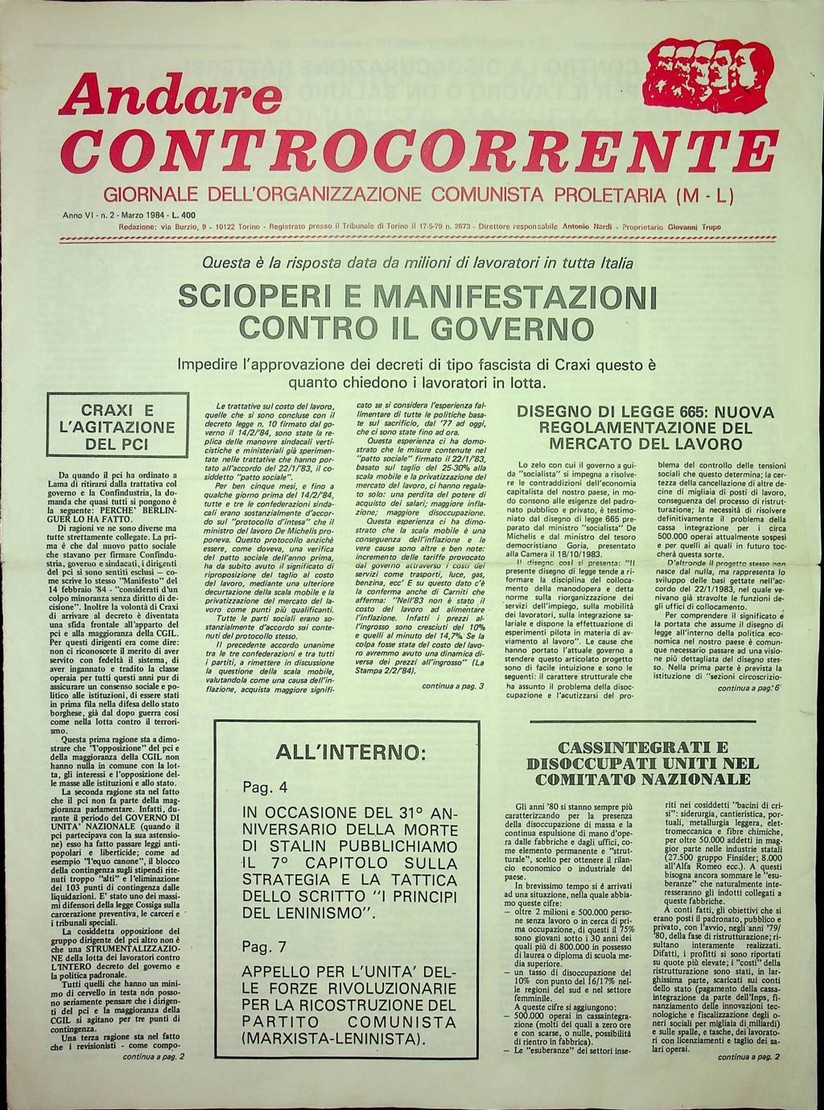 Andare
CONTROCORRENTE
GIORNALE DELL'ORGANIZZAZIONE COMUNISTA PROLETARIA (M - L)
Anno VI - n. 2 - Marzo 1984 - L. 400
Redazione: via Burzio, 9 - 10122 Torino - Registrato presso il Tribunale di Torino il 17-5-79 n. 2873 - Direttore responsabile Antonio Nardi - Proprietario Giovanni Trupo
Questa è la risposta data da milioni di lavoratori in tutta Italia
SCIOPERI E MANIFESTAZIONI
CONTRO IL GOVERNO
Impedire l'approvazione dei decreti di tipo fascista di Craxi questo è
quanto chiedono i lavoratori in lotta.
CRAXI E
L'AGITAZIONE
DEL PCI
Da quando il pci ha ordinato a
Lama di ritirarsi dalla trattativa col
governo e la Confindustria, la do-
manda che quasi tutti si pongono è
la seguente: PERCHE' BERLIN-
GUER LO HA FATTO.
Di ragioni ve ne sono diverse ma
tutte strettamente collegate. La pri-
ma è che dal nuovo patto sociale
che stavano per firmare Confindu-
stria, governo e sindacati, i dirigenti
del pci si sono sentiti esclusi — co-
me scrive lo stesso "Manifesto" del
14 febbraio '84 - "considerati d'un
colpo minoranza senza diritto di de-
cisione". Inoltre la volontà di Craxi
di arrivare al decreto è diventata
una sfida frontale all'apparto del
pci e alla maggioranza della CGIL.
Per questi dirigenti era come dire:
non ci riconoscete il merito di aver
servito con fedeltà il sistema, di
aver ingannato e tradito la classe
operaia per tutti questi anni pur di
assicurare un consenso sociale e po-
litico alle istituzioni, di essere stati
in prima fila nella difesa dello stato
borghese, già dal dopo guerra così
come nella lotta contro il terrori-
smo.
Questa prima ragione sta a dimo-
strare che "l'opposizione" del pci e
della maggioranza della CGIL non
hanno nulla in comune con la lot-
ta, gli interessi e l'opposizione del-
le masse alle istituzioni e allo stato.
La seconda ragione sta nel fatto
che il pci non fa parte della mag-
gioranza parlamentare. Infatti, du-
rante il periodo del GOVERNO DI
UNITA' NAZIONALE (quando il
pci partecipava con la sua astensio-
ne) esso ha fatto passare leggi anti-
popolari e liberticide; come ad
esempio "l'equo canone", il blocco
della contingenza sugli stipendi rite-
nuti troppo "alti" e l'eliminazione
dei 103 punti di contingenza dalle
liquidazioni. E' stato uno dei massi-
mi difensori della legge Cossiga sulla
carcerazione preventiva, le carceri e
i tribunali speciali.
La cosiddetta opposizione del
gruppo dirigente del pci altro non è
che una STRUMENTALIZZAZIO-
NE della lotta dei lavoratori contro
L'INTERO decreto del governo e
la politica padronale.
Tutti quelli che hanno un mini-
mo di cervello in testa non pos-
no seriamente pensare che i dirigen-
ti del pci e la maggioranza della
CGIL si agitano per tre punti di
contingenza.
Una terza ragione sta nel fatto
che i revisionisti - come compo-
continua a pag. 2
Le trattative sul costo del lavoro,
quelle che si sono concluse con il
decreto legge n. 10 firmato dal go-
verno il 14/2/'84, sono state la re-
plica delle manovre sindacali verti-
cistiche e ministeriali già sperimen-
tate nelle trattative che hanno por-
tato all'accordo del 22/1/83, il co-
siddetto "patto sociale".
Per ben cinque mesi, e fino a
qualche giorno prima del 14/2/'84,
tutte e tre le confederazioni sinda-
cali erano sostanzialmente d'accor-
do sul "protocollo d'intesa" che il
ministro del lavoro De Michelis pro-
poneva. Questo protocollo anziché
essere, come doveva, una verifica
del patto sociale dell'anno prima,
ha da subito avuto il significato di
riproposizione del taglio al costo
del lavoro, mediante una ulteriore
decurtazione della scala mobile e la
privatizzazione del mercato del la-
voro come punti più qualificanti.
Tutte le parti sociali erano so-
stanzialmente d'accordo sui conte-
nuti del protocollo stesso.
Il precedente accordo unanime
tra le tre confederazioni e tra tutti
i partiti, a rimettere in discussione
la questione della scala mobile,
valutandola come una causa dell'in-
flazione, acquista maggiore signifi-
cato se si considera l'esperienza fal-
limentare di tutte le politiche basa-
te sul sacrificio, dal '77 ad oggi,
che ci sono state fino ad ora.
Questa esperienza ci ha domo-
strato che le misure contenute nel
"patto sociale" firmato il 22/1/83,
basato sul taglio del 25-30% alla
scala mobile e la privatizzazione del
mercato del lavoro, ci hanno regala-
to solo: una perdita del potere di
acquisto dei salari; maggiore infla-
zione; maggiore disoccupazione.
Questa esperienza ci ha dimo-
strato che la scala mobile è una
conseguenza dell'inflazione e le
vere cause sono altre e ben note:
incremento delle tariffe provocato
dal governo attraverso i costi dei
servizi come trasporti, luce, gas,
benzina, ecc' E su questo dato c'è
la conferma anche di Carniti che
afferma: "Nell'83 non è stato il
costo del lavoro ad alimentare
l'inflazione. Infatti i prezzi al-
l'ingrosso sono cresciuti del 10%
e quelli al minuto del 14,7% Se la
colpa fosse stata del costo del lavo-
ro avremmo avuto una dinamica di-
versa dei prezzi all'ingrosso" (La
Stampa 2/2/'84).
continua a pag. 3
DISEGNO DI LEGGE 665: NUOVA
REGOLAMENTAZIONE DEL
MERCATO DEL LAVORO
Lo zelo con cui il governo a gui-
da "socialista" si impegna a risolve-
re le contraddizioni dell'economia
capitalista del nostro paese, in mo-
do consono alle esigenze del padro-
nato pubblico e privato, è testimo-
niato dal disegno di legge 665 pre-
parato dal ministro "socialista" De
Michelis e dal ministro del tesoro
democristiano Goria, presentato
alla Camera il 18/10/1983.
Il disegno così si presenta: "Il
presente disegno di legge tende a ri-
formare la disciplina del colloca-
mento della manodopera e detta
norme sulla riorganizzazione dei
servizi dell'impiego, sulla mobilità
dei lavoratori, sulla integrazione sa-
lariale e dispone la effettuazione di
esperimenti pilota in materia di av-
viamento al lavoro". Le cause che
hanno portato l'attuale governo a
stendere questo articolato progetto
sono di facile intuizione e sono le
seguenti: il carattere strutturale che
ha assunto il problema della disoc-
cupazione e l'acutizzarsi del pro-
blema del controllo delle tensioni
sociali che questo determina; la cer-
tezza della cancellazione di altre de-
cine di migliaia di posti di lavoro,
conseguenza del processo di ristrut-
turazione; la necessità di risolvere
definitivamente il problema della
cassa integrazione per i circa
500.000 operai attualmente sospesi
e per quelli ai quali in futuro toc-
cherà questa sorte.
D'altronde il progetto stesso non
nasce dal nulla, ma rappresenta lo
sviluppo delle basi gettate nell'ac-
cordo del 22/1/1983, nel quale veni-
vano già stravolte le funzioni de-
gli uffici di collocamento.
Per comprendere il significato e
la portata che assume il disegno di
legge all'interno della politica eco-
nomica nel nostro paese è comun-
que necessario passare ad una visio-
ne più dettagliata del disegno stes-
so. Nella prima parte è prevista la
istituzione di "sezioni circoscrizio-
continua a pag. 6
ALL'INTERNO:
Pag. 4
IN OCCASIONE DEL 31° AN-
NIVERSARIO DELLA MORTE
DI STALIN PUBBLICHIAMO
IL 7° CAPITOLO SULLA
STRATEGIA E LA TATTICA
DELLO SCRITTO "I PRINCIPI
DEL LENINISMO".
Pag. 7
APPELLO PER L'UNITA' DEL-
LE FORZE RIVOLUZIONARIE
PER LA RICOSTRUZIONE DEL
PARTITO COMUNISTA
(MARXISTA-LENINISTA).
CASSINTEGRATI E
DISOCCUPATI UNITI NEL
COMITATO NAZIONALE
Gli anni '80 si stanno sempre più
caratterizzando per la presenza
della disoccupazione di massa e la
continua espulsione di mano d'ope-
ra dalle fabbriche e dagli uffici, co-
me elemento permanente e "strut-
turale", scelto per ottenere il rilan-
cio economico o industriale del
paese.
In brevissimo tempo si è arrivati
ad una situazione, nella quale abbia-
mo queste cifre:
— oltre 2 milioni e 500.000 perso-
ne senza lavoro o in cerca di pri-
ma occupazione, di questi il 75%
sono giovani sotto i 30 anni dei
quali più di 800.000 in possesso
di laurea o diploma di scuola me-
dia superiore.
— un tasso di disoccupazione del
10% con punto del 16/17% nel-
le regioni del sud e nel settore
femminile.
A queste cifre si aggiungono:
— 500.000 operai in cassaintegra-
zione (molti dei quali a zero ore
e con scarse, o nulle, possibilità
di rientro in fabbrica).
— Le "esuberanze" dei settori inse-
riti nei cosiddetti "bacini di cri-
si": siderurgia, cantieristica, por-
tuali, metallurgia leggera, elet-
tromeccanica e fibre chimiche,
per oltre 50.000 addetti in mag-
gior parte nelle industrie statali
(27.500 gruppo Finsider; 8.000
all'Alfa Romeo ecc.). A questi
bisogna ancora sommare le "esu-
beranze" che naturalmente inte-
resseranno gli indotti collegati a
queste fabbriche.
A conti fatti, gli obiettivi che si
erano posti il padronato, pubblico e
privato, con l'avvio, negli anni '79/
'80, della fase di ristrutturazione; ri-
sultano interamente realizzati.
Difatti, i profitti si sono riportati
su quote più elevate; i "costi" della
ristrutturazione sono stati, in lar-
ghissima parte, scaricati sui conti
dello stato (pagamento della cassa-
integrazione da parte dell'Inps, fi-
nanziamento delle innovazioni tec-
nologiche e fiscalizzazione degli o-
neri sociali per migliaia di miliardi)
e sulle spalle, e tasche, dei lavorato-
ri con licenziamenti e taglio dei sa-
lari operai.
continua a pag. 2